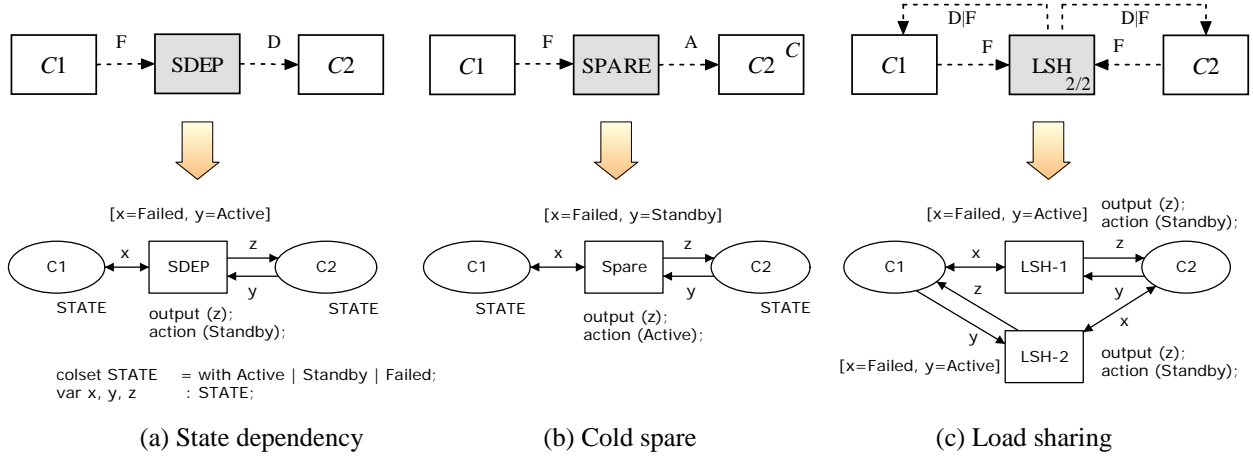 C1
F
SDEP
D
C2
[x=Failed, y=Active]
C1
x
SDEP
z
y
C2
STATE
STATE
output (z);
action (Standby);
colset STATE = with Active | Standby | Failed;
var x, y, z : STATE;
(a) State dependency
C1
F
SPARE
A
C2
C
[x=Failed, y=Standby]
C1
x
Spare
z
y
C2
STATE
STATE
output (z);
action (Active);
(b) Cold spare
D|F
D|F
C1
F
LSH
2/2
F
C2
[x=Failed, y=Active]
output (z);
action (Standby);
C1
x
LSH-1
z
y
C2
z
y
x
LSH-2
[x=Failed, y=Active]
output (z);
action (Standby);
(c) Load sharing